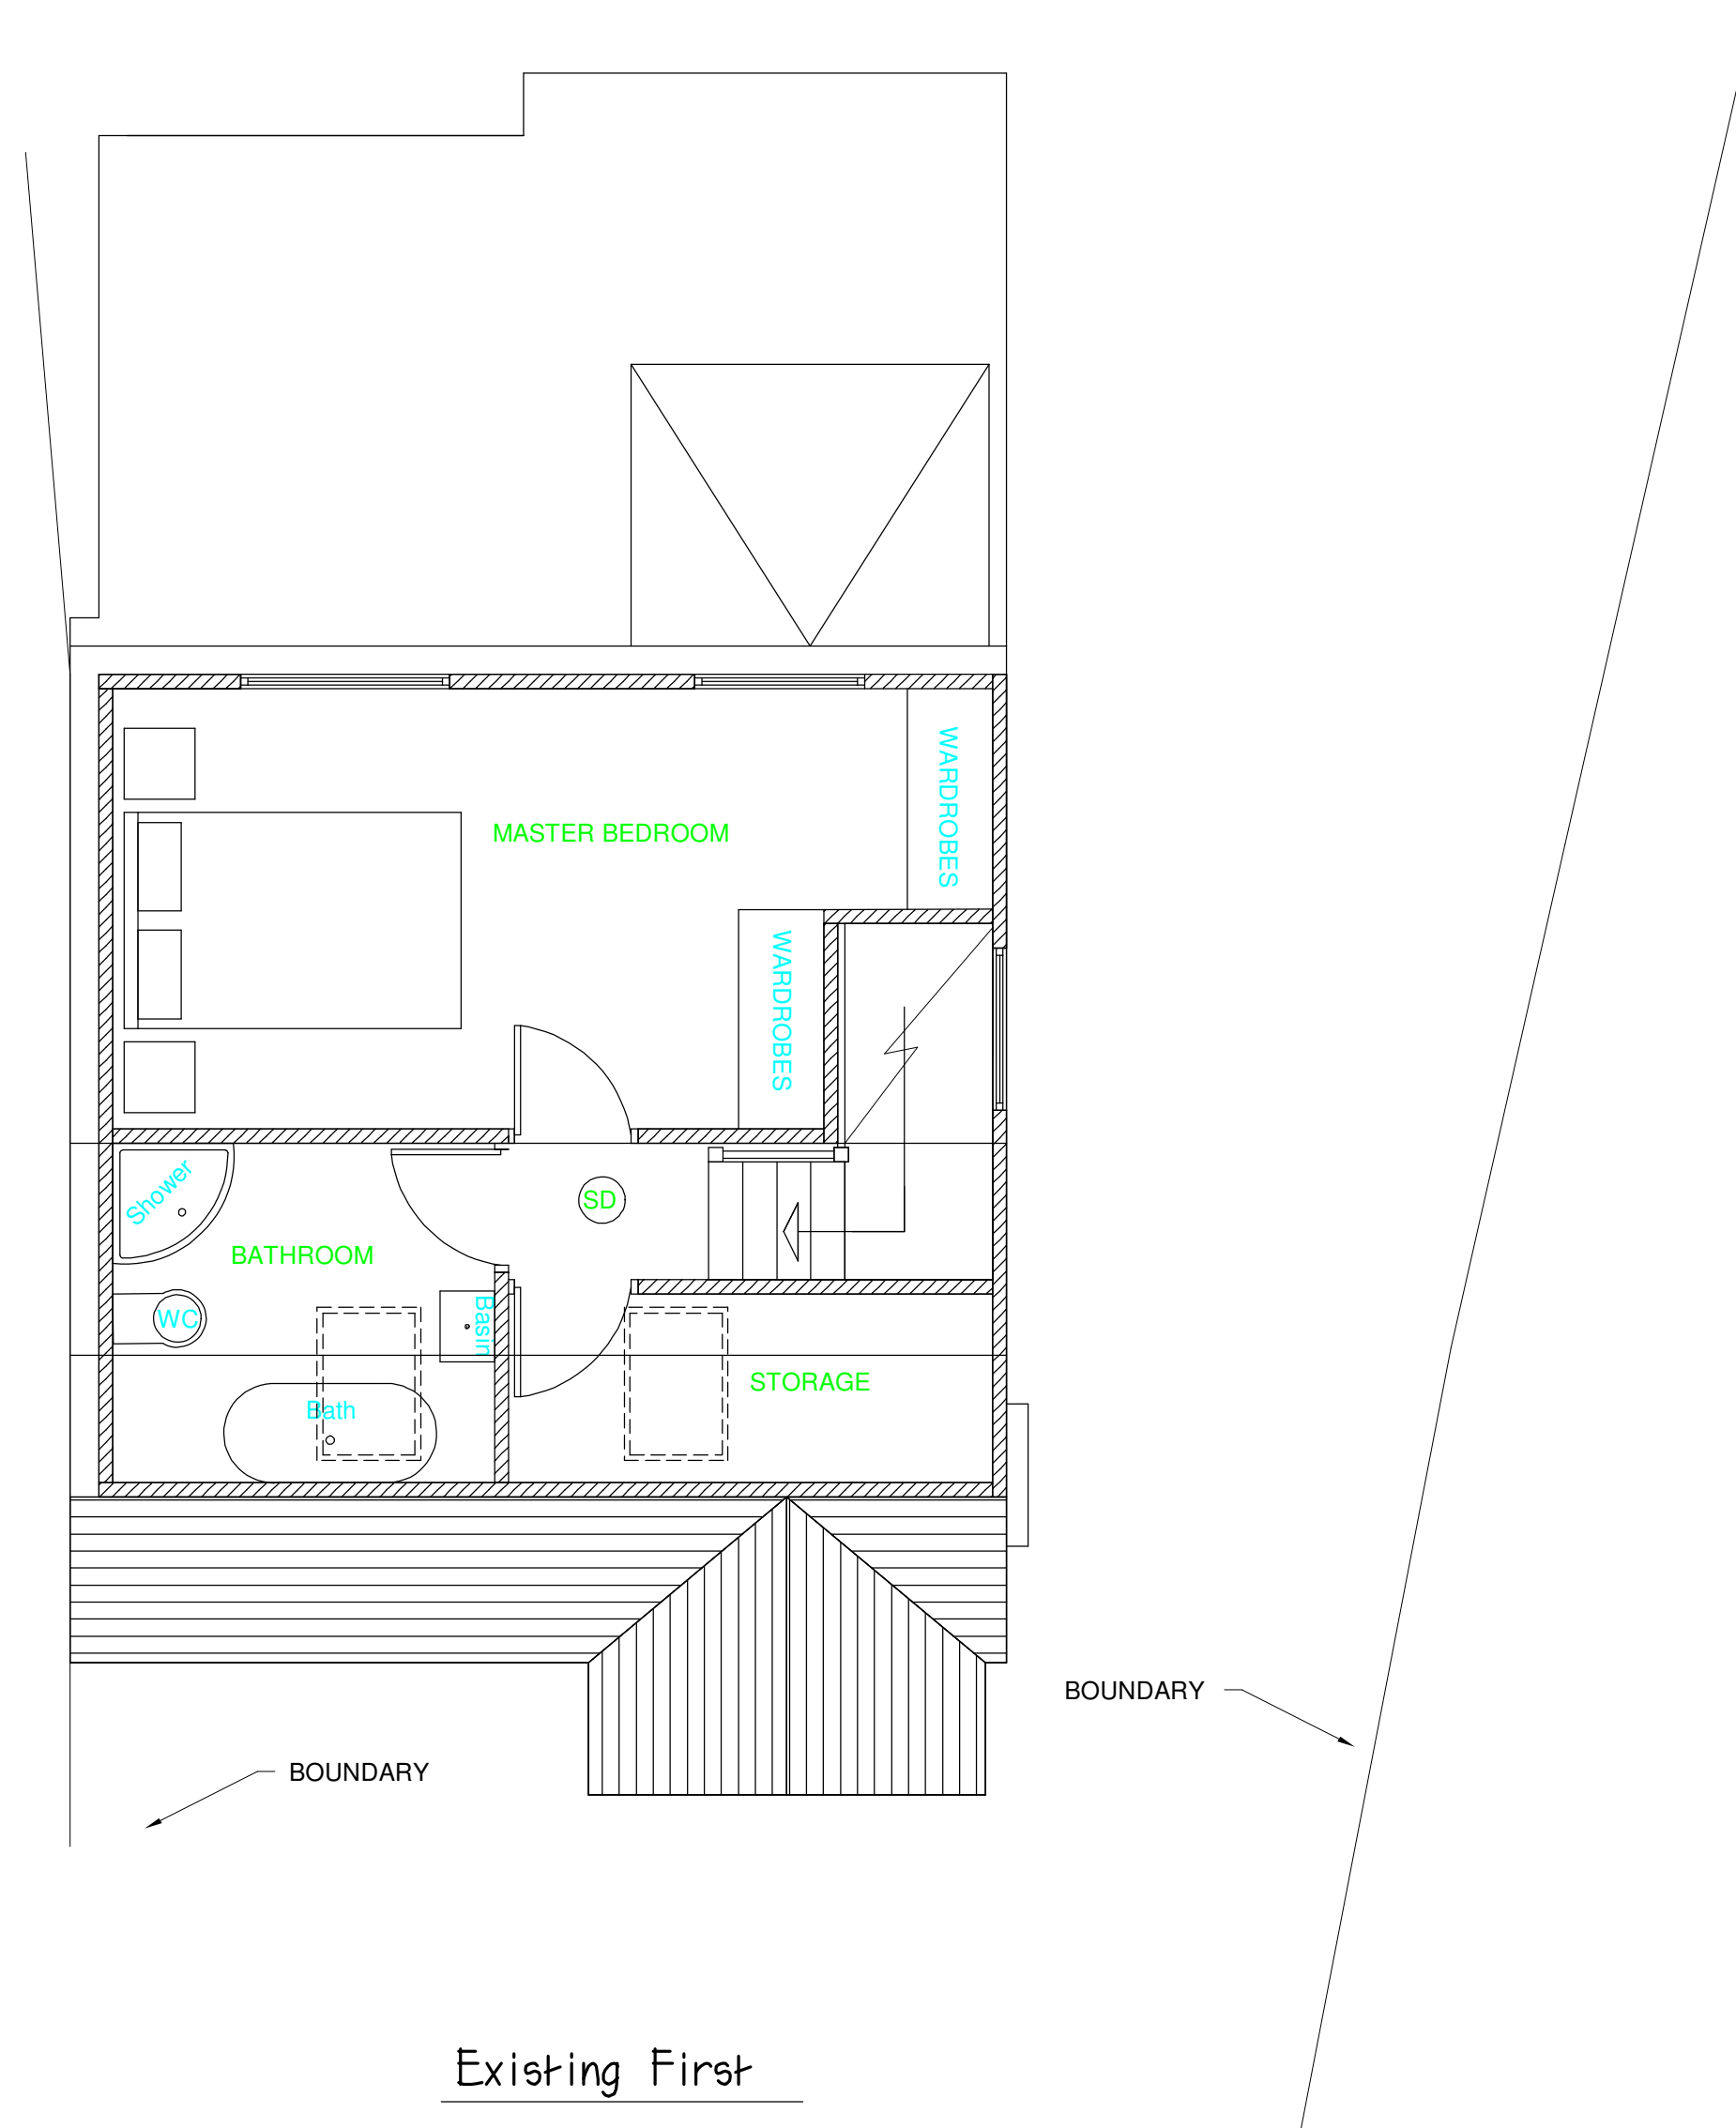 WARDROBES
MASTER BEDROOM
WARDROBES
Shower
SD
BATHROOM
WC
Basin
STORAGE
Bath
BOUNDARY
BOUNDARY
Existing First